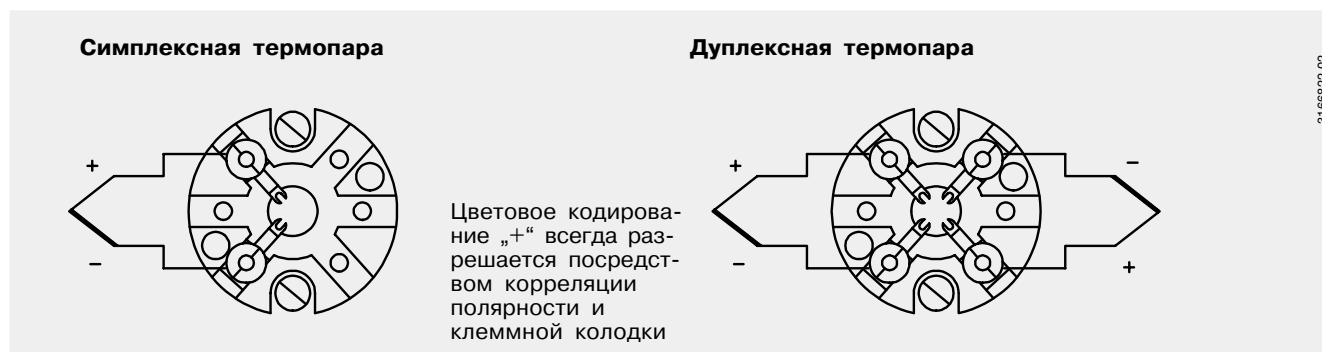 Симплексная термопара
Дуплексная термопара
+
–
Цветовое кодирова-
ние „+“ всегда раз-
решается посредст-
вом корреляции
полярности и
клеммной колодки
+
–
–
+